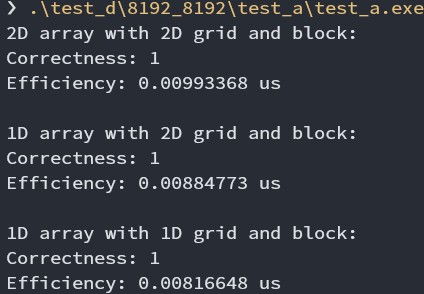 ❯ .\test_d\8192_8192\test_a\test_a.exe
2D array with 2D grid and block:
Correctness: 1
Efficiency: 0.00993368 us
1D array with 2D grid and block:
Correctness: 1
Efficiency: 0.00884773 us
1D array with 1D grid and block:
Correctness: 1
Efficiency: 0.00816648 us